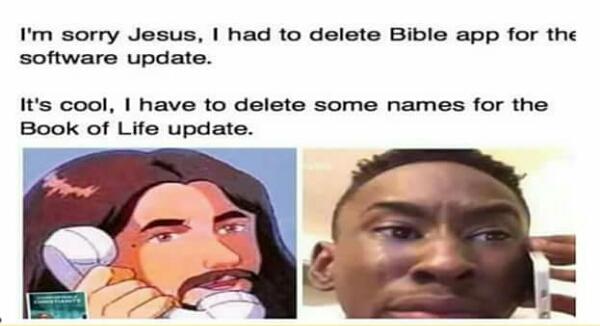 I'm sorry Jesus, I had to delete Bible app for the
software update.
It's cool, I have to delete some names for the
Book of Life update.
CHRISTIANITY